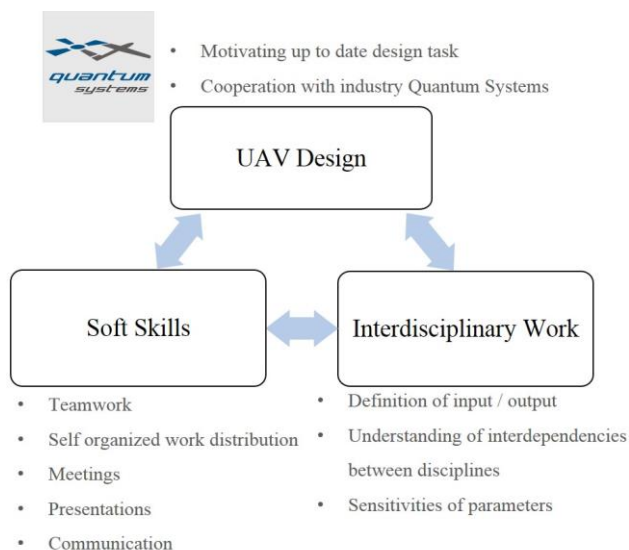 quantum
systems
• Motivating up to date design task
• Cooperation with industry Quantum Systems
UAV Design
Soft Skills
Interdisciplinary Work
• Teamwork
• Self organized work distribution
• Meetings
• Presentations
• Communication
• Definition of input / output
• Understanding of interdependencies
between disciplines
• Sensitivities of parameters